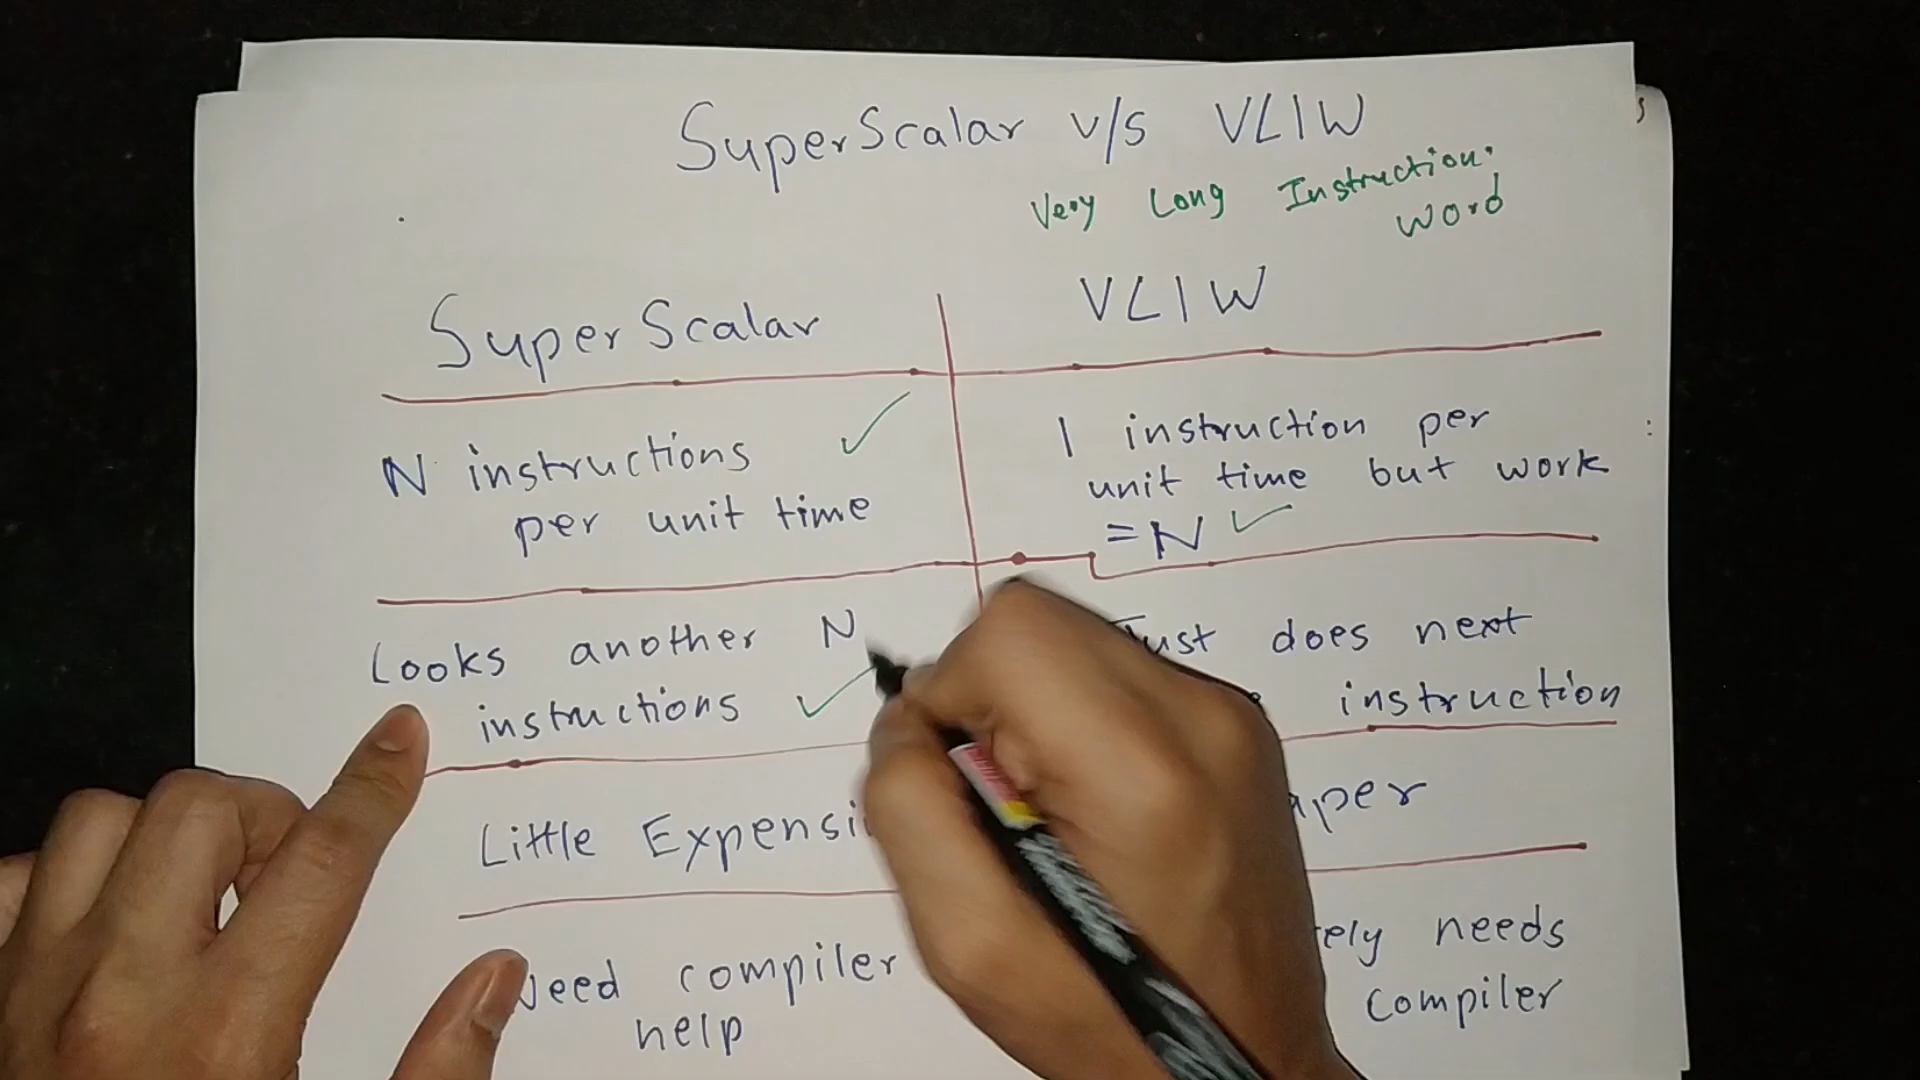 SuperScalar v/s VLIW
Very Long Instruction
Word
SuperScalar
VLIW
N instructions
per unit time
1 instruction per
unit time but work
= N
Looks another N
instructions
Just does next
instruction
Little
Need compiler
help
needs
compiler